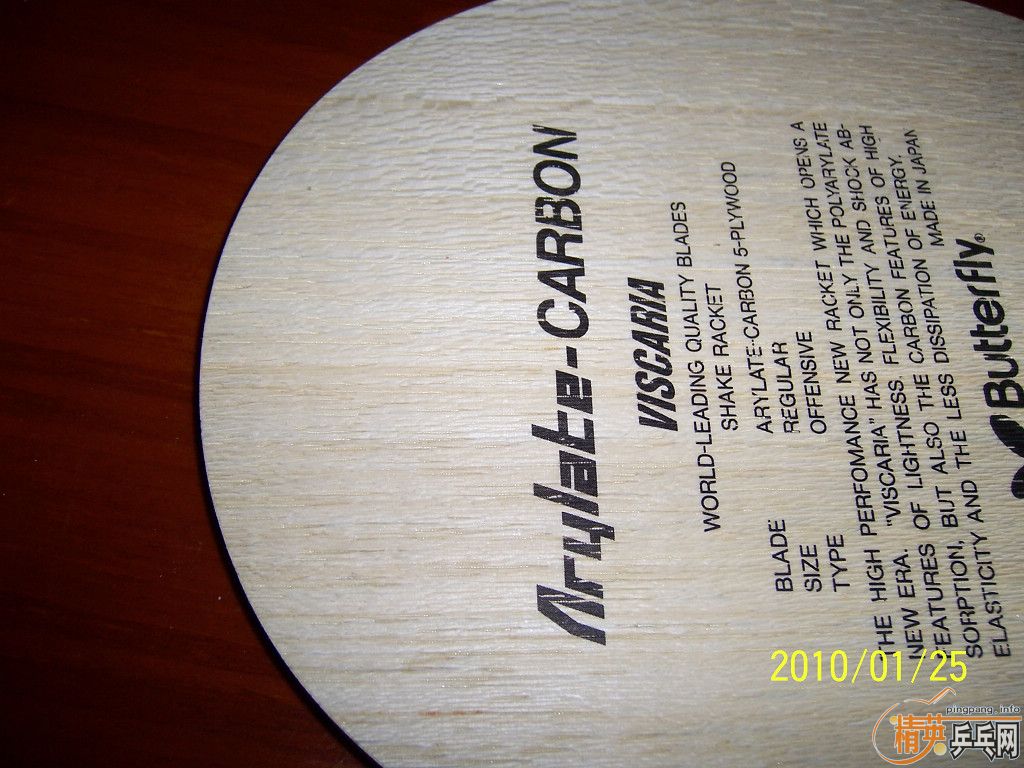 Arylate-CARBON
VISCARIA
WORLD-LEADING QUALITY BLADES
SHAKE RACKET
BLADE ARYLATE-CARBON 5-PLYWOOD
SIZE REGULAR
TYPE OFFENSIVE
THE HIGH PERFOMANCE NEW RACKET WHICH OPENS A
NEW ERA. "VISCARIA" HAS NOT ONLY THE POLYARYLATE
FEATURES OF LIGHTNESS, FLEXIBILITY AND SHOCK AB-
SORPTION, BUT ALSO THE CARBON FEATURES OF HIGH
ELASTICITY AND THE LESS DISSIPATION OF ENERGY.
MADE IN JAPAN
Butterfly®
2010/01/25
pingpang.info
精英乒乓网